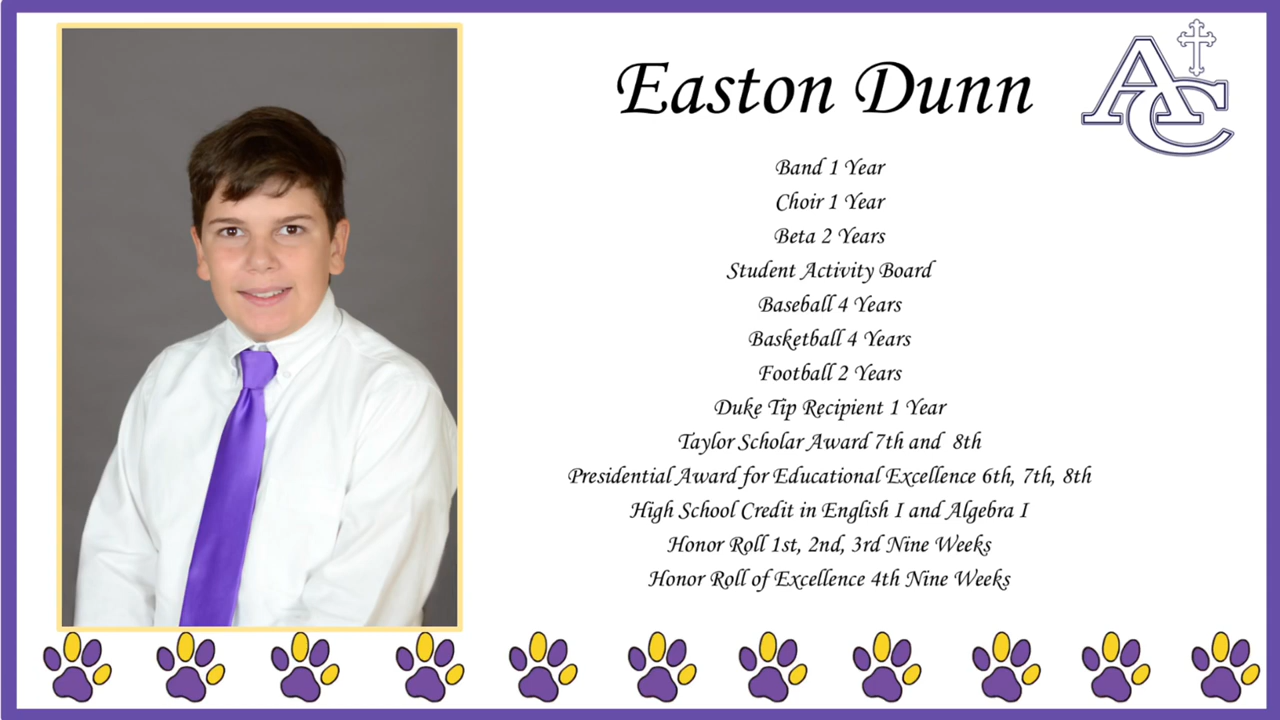 Easton Dunn
AC
Band 1 Year
Choir 1 Year
Beta 2 Years
Student Activity Board
Baseball 4 Years
Basketball 4 Years
Football 2 Years
Duke Tip Recipient 1 Year
Taylor Scholar Award 7th and 8th
Presidential Award for Educational Excellence 6th, 7th, 8th
High School Credit in English I and Algebra I
Honor Roll 1st, 2nd, 3rd Nine Weeks
Honor Roll of Excellence 4th Nine Weeks